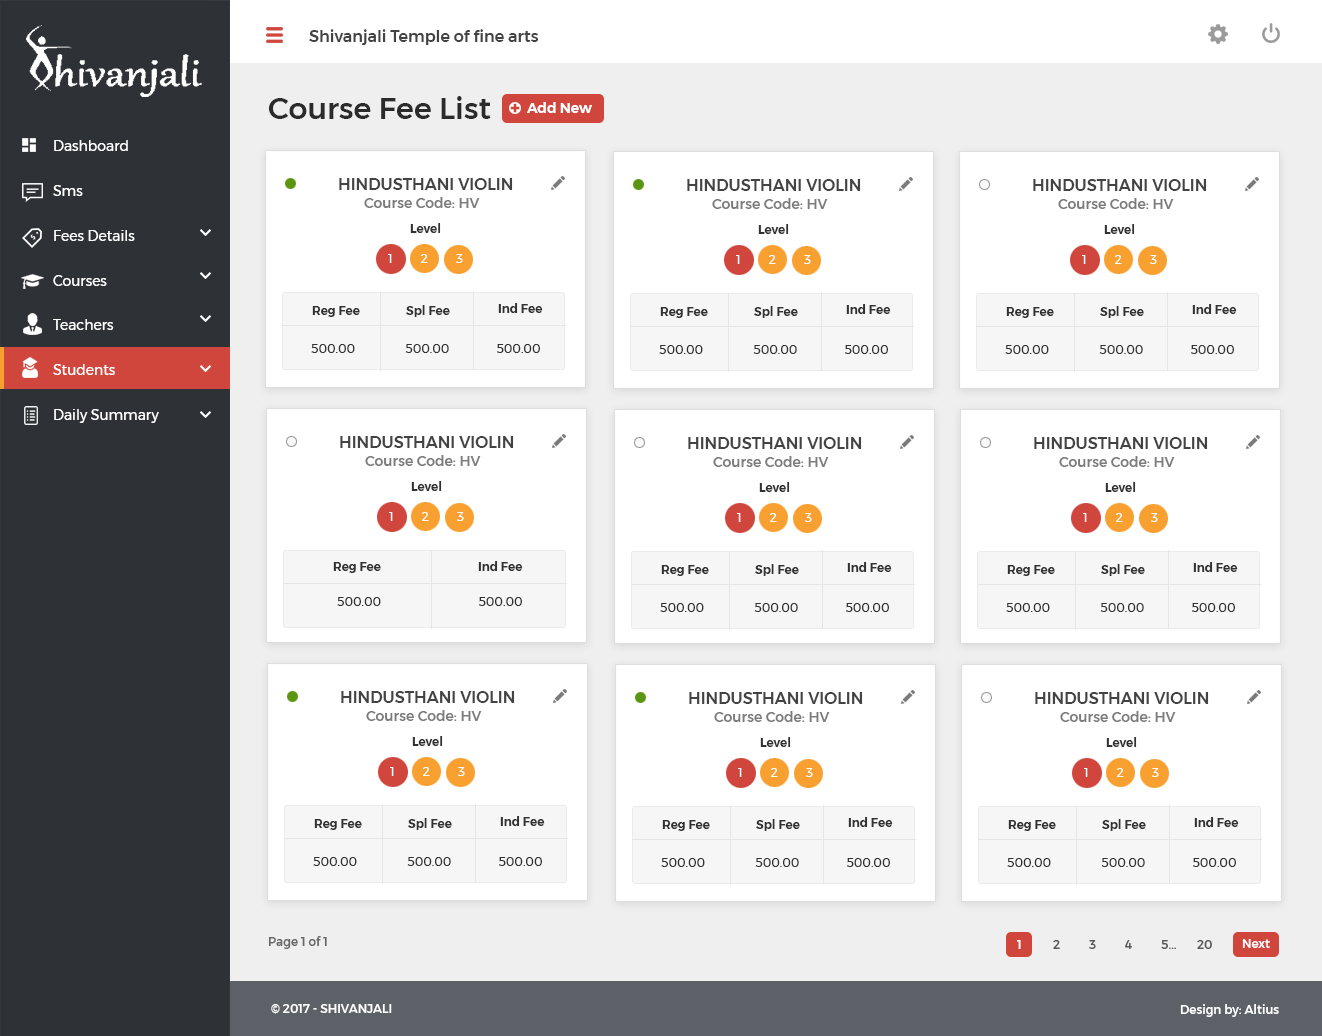 Shivanjali
Dashboard
Sms
Fees Details
Courses
Teachers
Students
Daily Summary
Shivanjali Temple of fine arts
Course Fee List
Add New
HINDUSTHANI VIOLIN
Course Code: HV
Level
1 2 3
Reg Fee Spl Fee Ind Fee
500.00 500.00 500.00
HINDUSTHANI VIOLIN
Course Code: HV
Level
1 2 3
Reg Fee Spl Fee Ind Fee
500.00 500.00 500.00
HINDUSTHANI VIOLIN
Course Code: HV
Level
1 2 3
Reg Fee Spl Fee Ind Fee
500.00 500.00 500.00
HINDUSTHANI VIOLIN
Course Code: HV
Level
1 2 3
Reg Fee Ind Fee
500.00 500.00
HINDUSTHANI VIOLIN
Course Code: HV
Level
1 2 3
Reg Fee Spl Fee Ind Fee
500.00 500.00 500.00
HINDUSTHANI VIOLIN
Course Code: HV
Level
1 2 3
Reg Fee Spl Fee Ind Fee
500.00 500.00 500.00
HINDUSTHANI VIOLIN
Course Code: HV
Level
1 2 3
Reg Fee Spl Fee Ind Fee
500.00 500.00 500.00
HINDUSTHANI VIOLIN
Course Code: HV
Level
1 2 3
Reg Fee Spl Fee Ind Fee
500.00 500.00 500.00
HINDUSTHANI VIOLIN
Course Code: HV
Level
1 2 3
Reg Fee Spl Fee Ind Fee
500.00 500.00 500.00
Page 1 of 1
1 2 3 4 5... 20 Next
© 2017 - SHIVANJALI
Design by: Altius